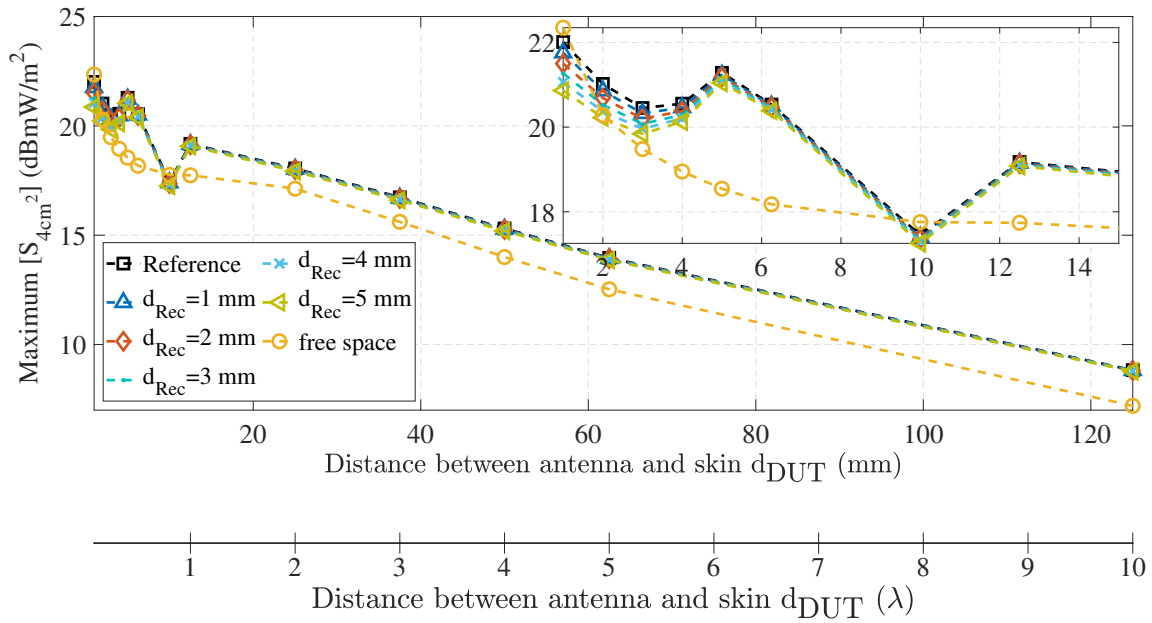 25
20
15
10
Maximum [S4cm2] (dBmW/m2)
22
20
18
2 4 6 8 10 12 14
Reference
dRec=1 mm
dRec=2 mm
dRec=3 mm
dRec=4 mm
dRec=5 mm
free space
20 40 60 80 100 120
Distance between antenna and skin dDUT (mm)
1 2 3 4 5 6 7 8 9 10
Distance between antenna and skin dDUT (λ)